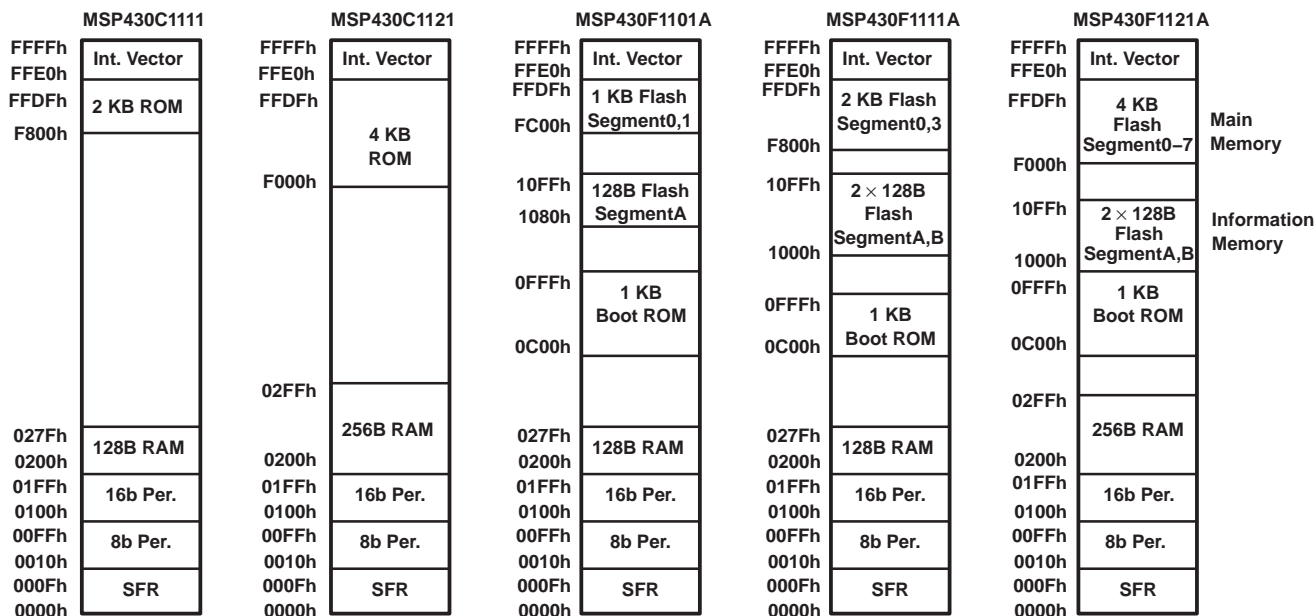 MSP430C1111
FFFFh
Int. Vector
FFE0h
FFDFh
2 KB ROM
F800h
027Fh
128B RAM
0200h
01FFh
16b Per.
0100h
00FFh
8b Per.
0010h
000Fh
SFR
0000h
MSP430C1121
FFFFh
Int. Vector
FFE0h
FFDFh
4 KB
ROM
F000h
02FFh
256B RAM
0200h
01FFh
16b Per.
0100h
00FFh
8b Per.
0010h
000Fh
SFR
0000h
MSP430F1101A
FFFFh
Int. Vector
FFE0h
FFDFh
1 KB Flash
Segment0,1
FC00h
10FFh
128B Flash
SegmentA
1080h
0FFFh
1 KB
Boot ROM
0C00h
027Fh
128B RAM
0200h
01FFh
16b Per.
0100h
00FFh
8b Per.
0010h
000Fh
SFR
0000h
MSP430F1111A
FFFFh
Int. Vector
FFE0h
FFDFh
2 KB Flash
Segment0,3
F800h
10FFh
2 × 128B
Flash
SegmentA,B
1000h
0FFFh
1 KB
Boot ROM
0C00h
027Fh
128B RAM
0200h
01FFh
16b Per.
0100h
00FFh
8b Per.
0010h
000Fh
SFR
0000h
MSP430F1121A
FFFFh
Int. Vector
FFE0h
FFDFh
4 KB
Flash
Segment0−7
F000h
Main
Memory
10FFh
2 × 128B
Flash
SegmentA,B
1000h
Information
Memory
0FFFh
1 KB
Boot ROM
0C00h
02FFh
256B RAM
0200h
01FFh
16b Per.
0100h
00FFh
8b Per.
0010h
000Fh
SFR
0000h